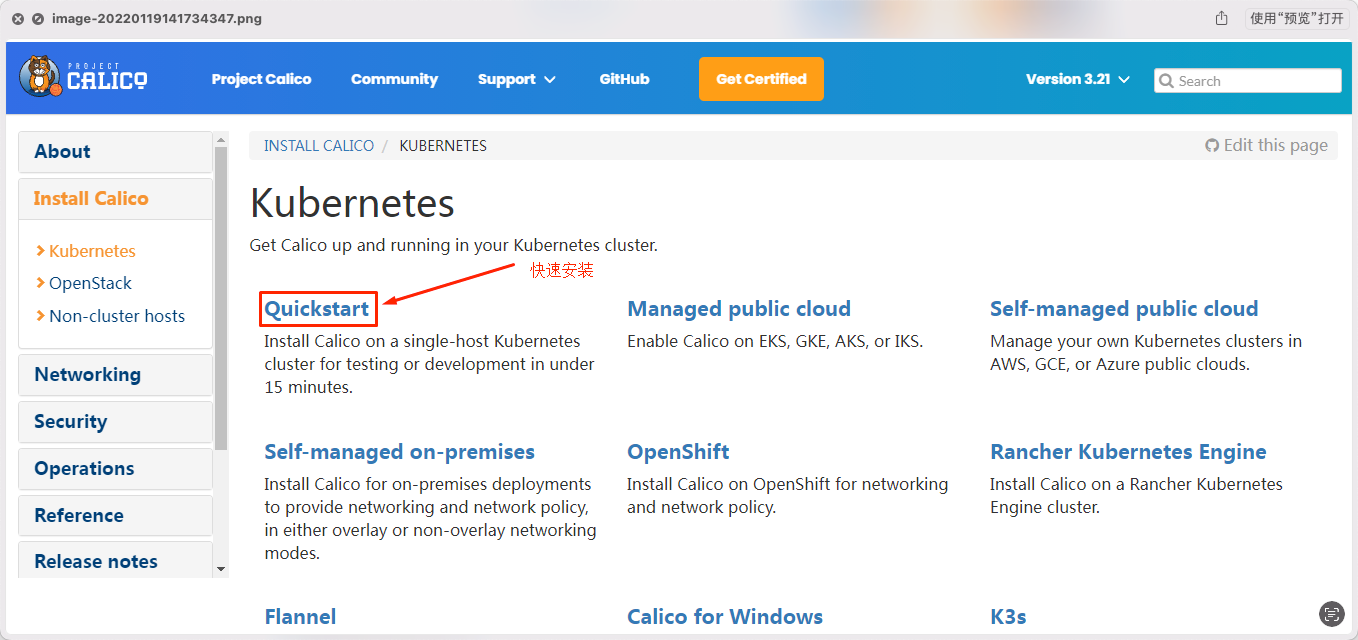 image-20220119141734347.png
使用“预览”打开
PROJECT
CALICO
Project Calico
Community
Support
GitHub
Get Certified
Version 3.21
Search
About
Install Calico
Kubernetes
OpenStack
Non-cluster hosts
Networking
Security
Operations
Reference
Release notes
INSTALL CALICO / KUBERNETES
Edit this page
Kubernetes
Get Calico up and running in your Kubernetes cluster.
快速安装
Quickstart
Install Calico on a single-host Kubernetes
cluster for testing or development in under
15 minutes.
Managed public cloud
Enable Calico on EKS, GKE, AKS, or IKS.
Self-managed public cloud
Manage your own Kubernetes clusters in
AWS, GCE, or Azure public clouds.
Self-managed on-premises
Install Calico for on-premises deployments
to provide networking and network policy,
in either overlay or non-overlay networking
modes.
OpenShift
Install Calico on OpenShift for networking
and network policy.
Rancher Kubernetes Engine
Install Calico on a Rancher Kubernetes
Engine cluster.
Flannel
Calico for Windows
K3s